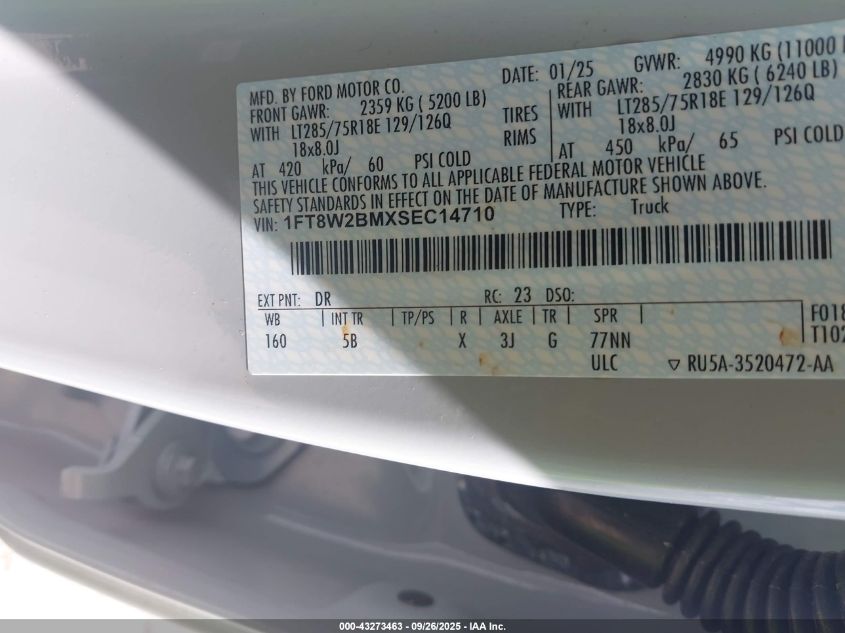 MFD. BY FORD MOTOR CO. DATE: 01/25 GVWR: 4990 KG (11000
FRONT GAWR: 2359 KG ( 5200 LB) REAR GAWR: 2830 KG ( 6240 LB)
WITH LT285/75R18E 129/126Q TIRES WITH LT285/75R18E 129/126Q
18x8.0J RIMS 18x8.0J
AT 420 kPa/ 60 PSI COLD AT 450 kPa/ 65 PSI COLD
THIS VEHICLE CONFORMS TO ALL APPLICABLE FEDERAL MOTOR VEHICLE
SAFETY STANDARDS IN EFFECT ON THE DATE OF MANUFACTURE SHOWN ABOVE.
VIN: 1FT8W2BMXSEC14710 TYPE: Truck
EXT PNT: DR RC: 23 DSO:
WB INT TR TP/PS R AXLE TR SPR F018
160 5B X 3J G 77NN T102
ULC ▽ RU5A-3520472-AA
000-43273463 - 09/26/2025 - IAA Inc.